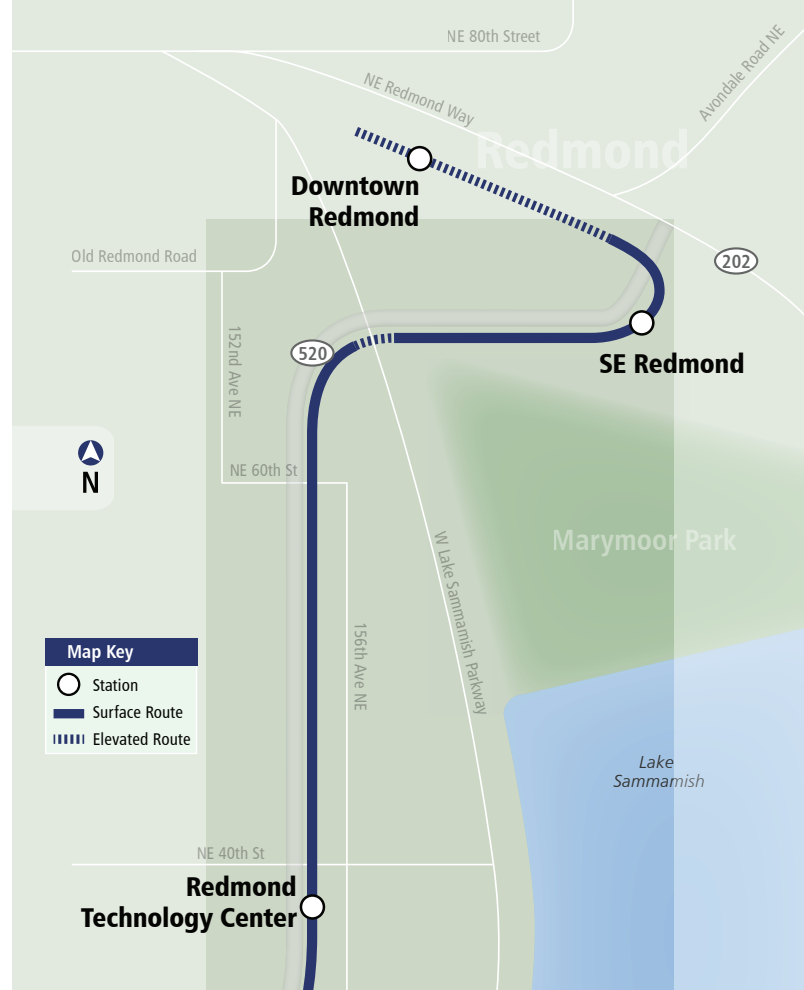 NE 80th Street
Avondale Road NE
NE Redmond Way
Redmond
Downtown
Redmond
Old Redmond Road
202
152nd Ave NE
520
SE Redmond
N
NE 60th St
Marymoor Park
W Lake Sammamish Parkway
156th Ave NE
Map Key
Station
Surface Route
Elevated Route
Lake
Sammamish
NE 40th St
Redmond
Technology Center